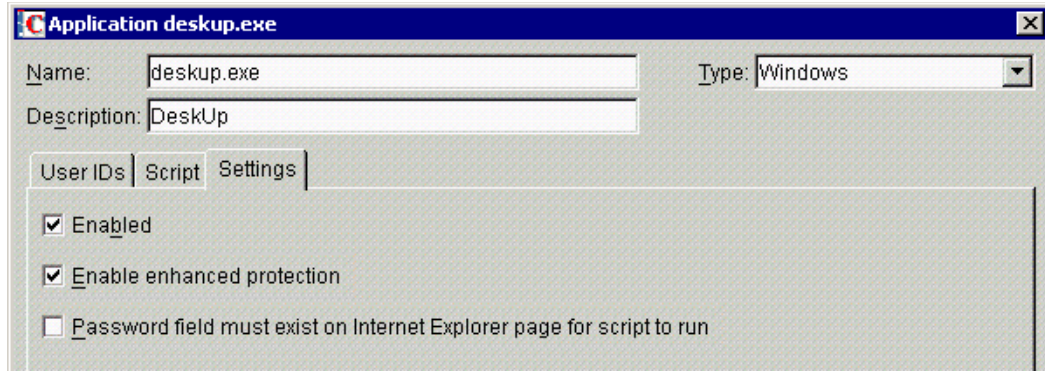 Application deskup.exe
Name: deskup.exe Type: Windows
Description: DeskUp
User IDs Script Settings
Enabled
Enable enhanced protection
Password field must exist on Internet Explorer page for script to run